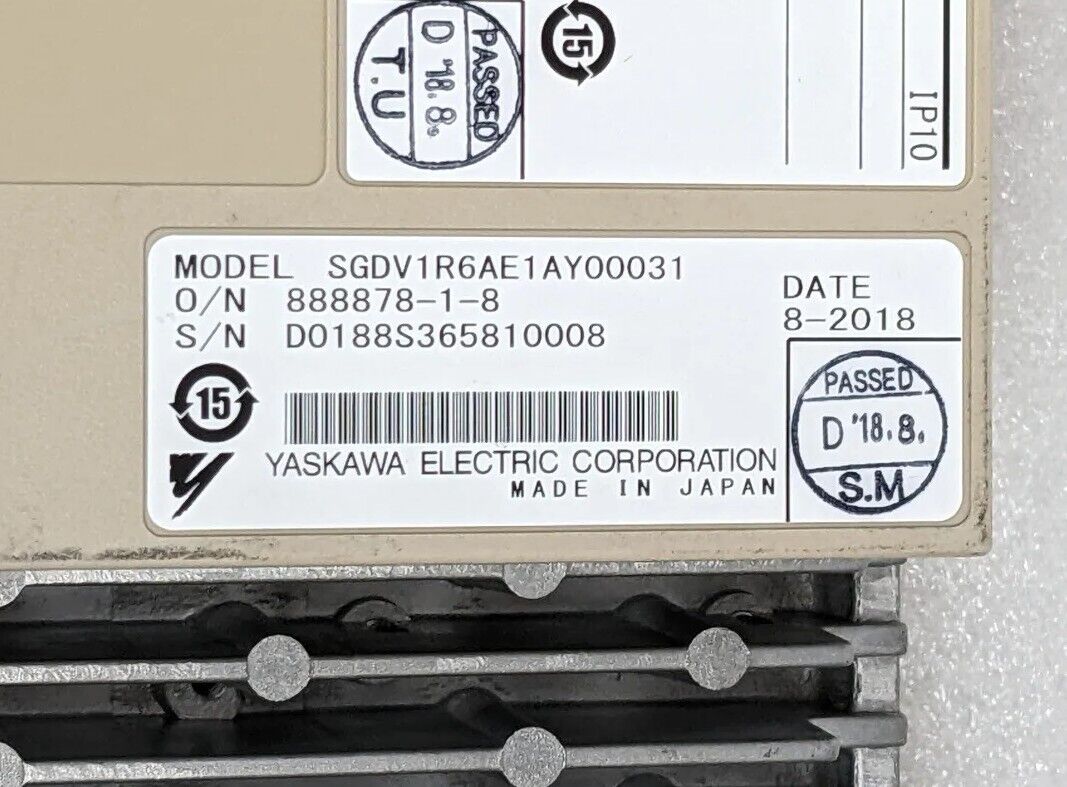 PASSED
D '18.8.
T.U
15
IP10
MODEL SGDV1R6AE1AY00031
O/N 888878-1-8
S/N D0188S365810008
DATE
8-2018
15
PASSED
D '18.8.
S.M
YASKAWA ELECTRIC CORPORATION
MADE IN JAPAN